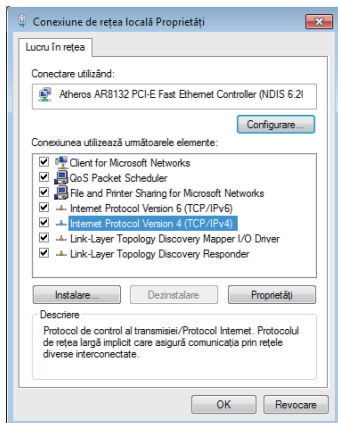 Conexiune de rețea locală Proprietăți
Lucru în rețea
Conectare utilizând:
Atheros AR8132 PCI-E Fast Ethernet Controller (NDIS 6.2(
Configurare...
Conexiunea utilizează următoarele elemente:
Client for Microsoft Networks
QoS Packet Scheduler
File and Printer Sharing for Microsoft Networks
Internet Protocol Version 6 (TCP/IPv6)
Internet Protocol Version 4 (TCP/IPv4)
Link-Layer Topology Discovery Mapper I/O Driver
Link-Layer Topology Discovery Responder
Instalare... Dezinstalare Proprietăți
Descriere
Protocol de control al transmisiei/Protocol Internet. Protocolul
de rețea largă implicit care asigură comunicația prin rețele
diverse interconectate.
OK Revocare